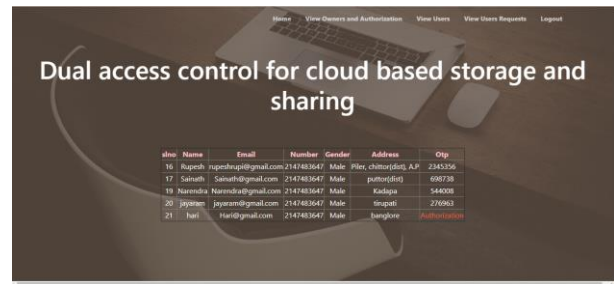 Home View Owners and Authorization View Users View Users Requests Logout
Dual access control for cloud based storage and
sharing
slno Name Email Number Gender Address Otp
16 Rupesh rupeshrupi@gmail.com 2147483647 Male Piler, chittor(dist), A.P 2345356
17 Sainath Sainath@gmail.com 2147483647 Male puttor(dist) 698738
19 Narendra Narendra@gmail.com 2147483647 Male Kadapa 544008
20 jayaram jayaram@gmail.com 2147483647 Male tirupati 276963
21 hari Hari@gmail.com 2147483647 Male banglore Authorization